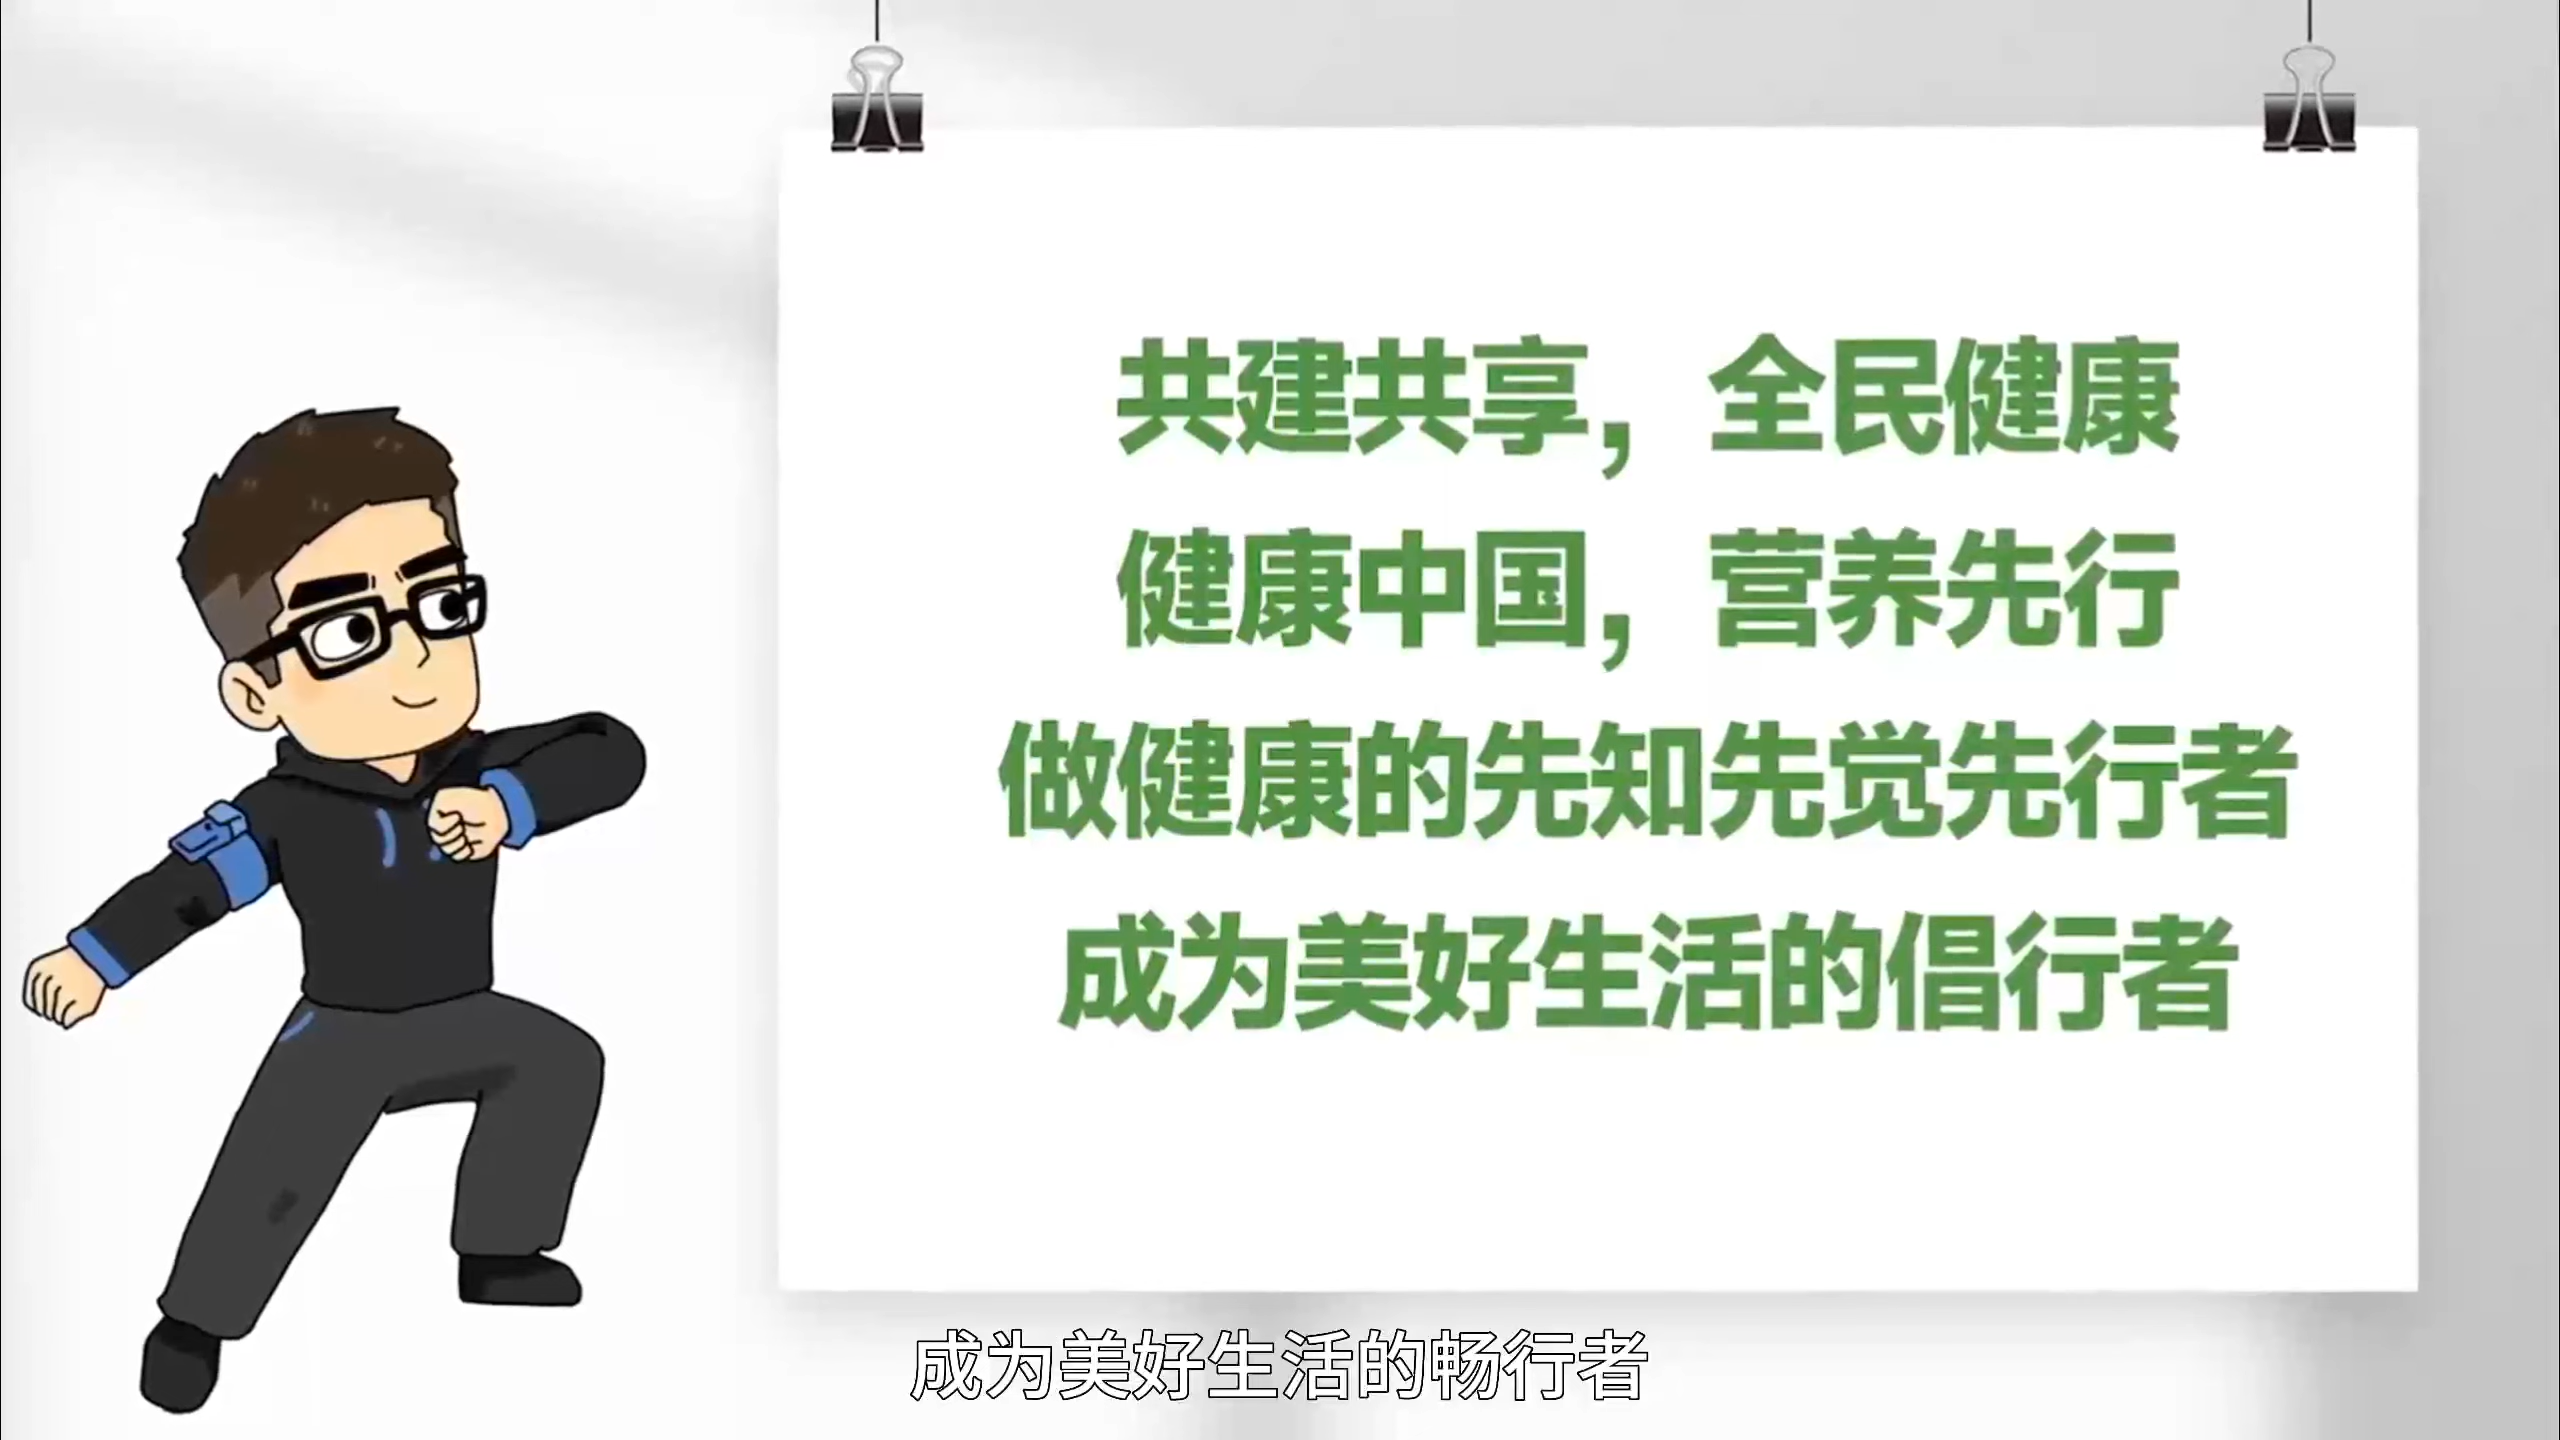 共建共享，全民健康
健康中国，营养先行
做健康的先知先觉先行者
成为美好生活的倡行者
成为美好生活的畅行者